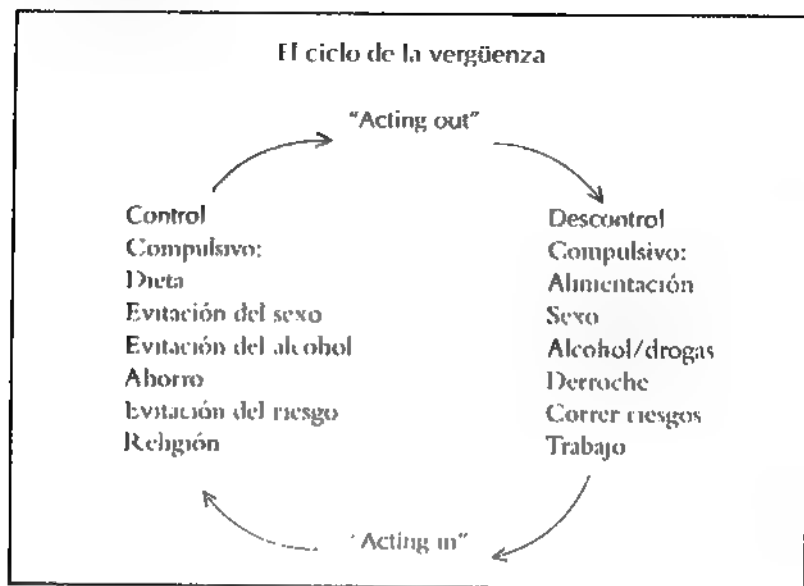 El ciclo de la vergüenza
"Acting out"
Control
Compulsivo:
Dieta
Evitación del sexo
Evitación del alcohol
Ahorro
Evitación del riesgo
Religión
Descontrol
Compulsivo:
Alimentación
Sexo
Alcohol/drogas
Derroche
Correr riesgos
Trabajo
"Acting in"